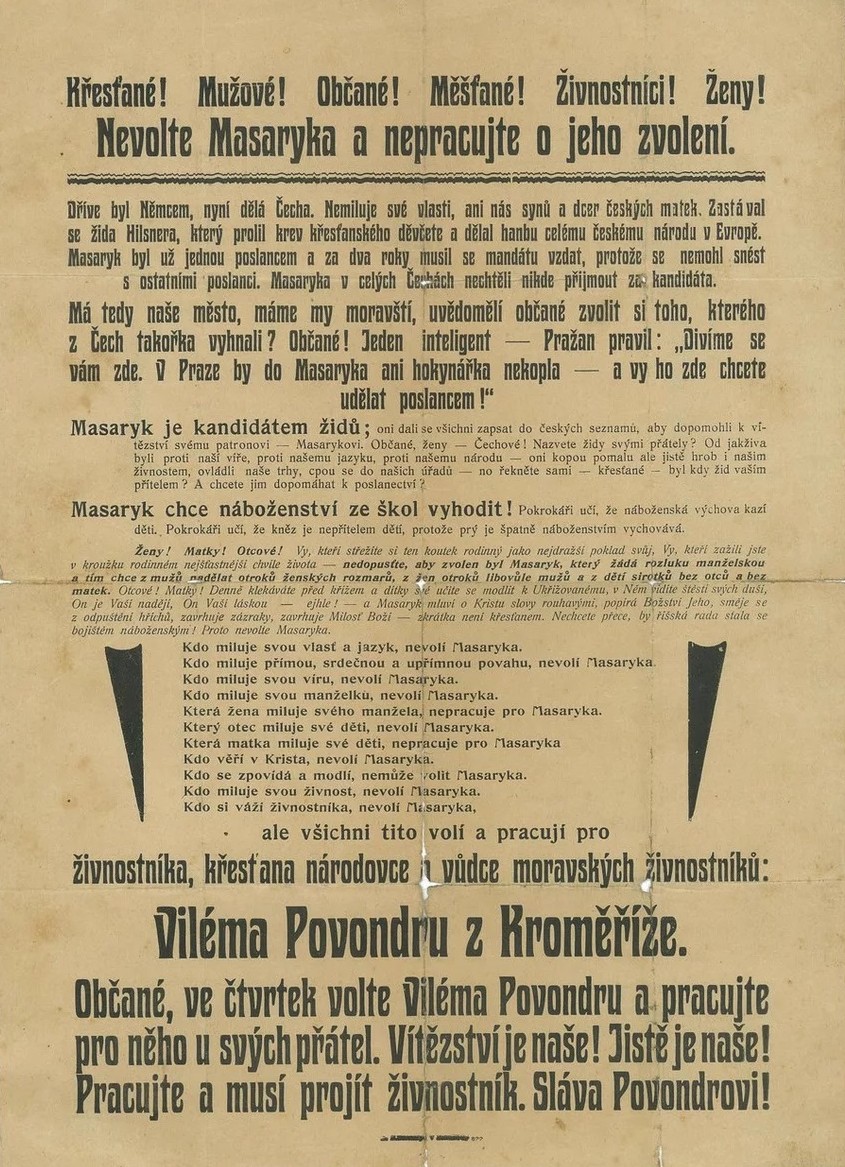 Křesťané! Mužové! Občané! Měšťané! Živnostníci! Ženy!
Nevolte Masaryka a nepracujte o jeho zvolení.
Dříve byl Němcem, nyní dělá Čecha. Nemiluje své vlasti, ani nás synů a dcer českých matek. Zastával
se žida Hilsnera, který prolil krev křesťanského děvčete a dělal hanbu celému českému národu v Evropě.
Masaryk byl už jednou poslancem a za dva roky musil se mandátu vzdat, protože se nemohl snést
s ostatními poslanci. Masaryka v celých Čechách nechtěli nikde přijmout za kandidáta.
Má tedy naše město, máme my moravští, uvědomělí občané zvolit si toho, kterého
z Čech takořka vyhnali? Občané! Jeden inteligent — Pražan pravil: „Divíme se
vám zde. V Praze by do Masaryka ani hokynářka nekopla — a vy ho zde chcete
udělat poslancem!“
Masaryk je kandidátem židů; oni dali se všichni zapsat do českých seznamů, aby dopomohli k ví-
tězství svému patronovi — Masarykovi. Občané, ženy — Čechové! Nazvete židy svými přátely? Od jakživa
byli proti naší víře, proti našemu jazyku, proti našemu národu — oni kopou pomalu ale jistě hrob i našim
živnostem, ovládli naše trhy, cpou se do našich úřadů — no řekněte sami — křesťané — byl kdy žid vaším
přítelem? A chcete jim dopomáhat k poslanectví?
Masaryk chce náboženství ze škol vyhodit! Pokrokáři učí, že náboženská výchova kazí
děti. Pokrokáři učí, že kněz je nepřítelem dětí, protože prý je špatně náboženstvím vychovává.
Ženy! Matky! Otcové! Vy, kteří střežíte si ten koutek rodinný jako nejdražší poklad svůj, Vy, kteří zažili jste
v kroužku rodinném nejšťastnější chvíle života — nedopusťte, aby zvolen byl Masaryk, který žádá rozluku manželskou
a tím chce z mužů nadělat otroků ženských rozmarů, z žen otroků libovůle mužů a z dětí sirotků bez otců a bez
matek. Otcové! Matky! Denně klekáváte před křížem a dítky své učíte se modlit k Ukřižovanému, v Něm vidíte štěstí svých duší,
On je Vaší nadějí, On Vaší láskou — ejhle! — a Masaryk mluví o Kristu slovy rouhavými, popírá Božství Jeho, směje se
z odpuštění hříchů, zavrhuje zázraky, zavrhuje Milosť Boží — zkrátka není křesťanem. Nechcete přece, by říšská rada stala se
bojištěm náboženským! Proto nevolte Masaryka.
Kdo miluje svou vlasť a jazyk, nevolí Masaryka.
Kdo miluje přímou, srdečnou a upřímnou povahu, nevolí Masaryka.
Kdo miluje svou víru, nevolí Masaryka.
Kdo miluje svou manželku, nevolí Masaryka.
Která žena miluje svého manžela, nepracuje pro Masaryka.
Který otec miluje své děti, nevolí Masaryka.
Která matka miluje své děti, nepracuje pro Masaryka
Kdo věří v Krista, nevolí Masaryka.
Kdo se zpovídá a modlí, nemůže volit Masaryka.
Kdo miluje svou živnost, nevolí Masaryka.
Kdo si váží živnostníka, nevolí Masaryka,
ale všichni tito volí a pracují pro
živnostníka, křesťana národovce a vůdce moravských živnostníků:
Viléma Povondru z Kroměříže.
Občané, ve čtvrtek volte Viléma Povondru a pracujte
pro něho u svých přátel. Vítězství je naše! Jistě je naše!
Pracujte a musí projít živnostník. Sláva Povondrovi!